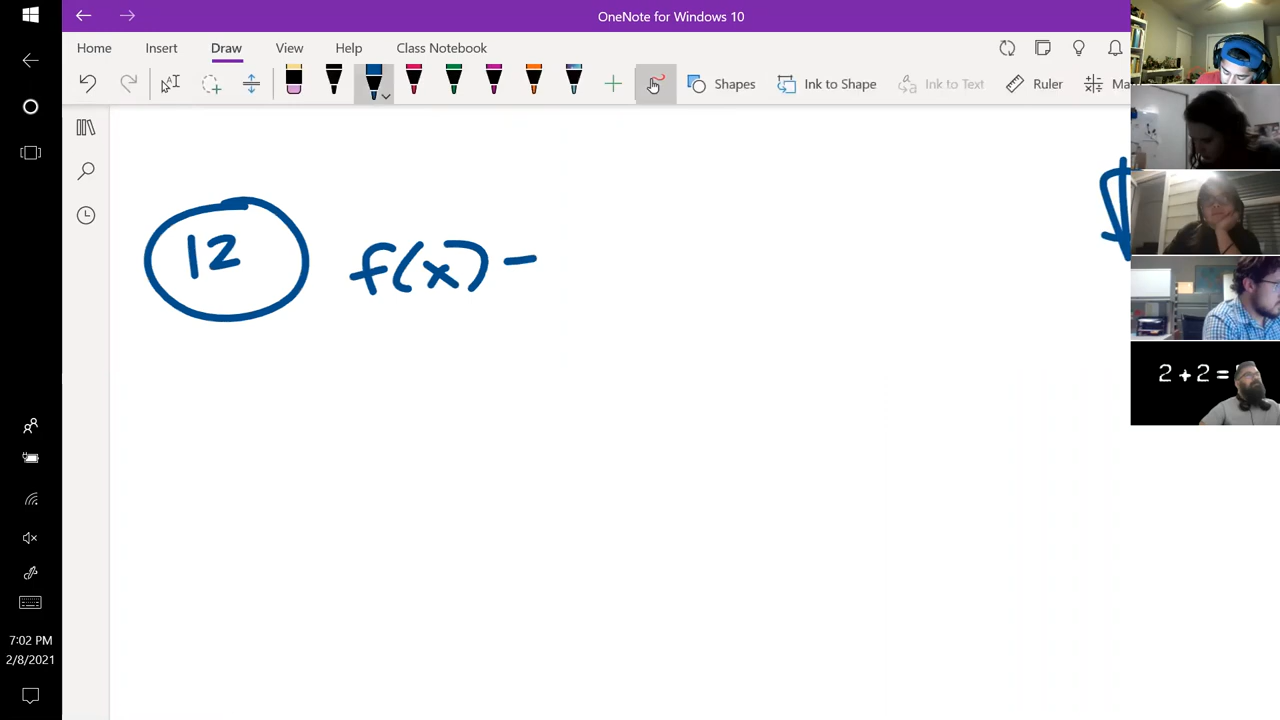 OneNote for Windows 10
Home Insert Draw View Help Class Notebook
Shapes Ink to Shape Ink to Text Ruler Ma
12 f(x) -
2 + 2 =
7:02 PM
2/8/2021